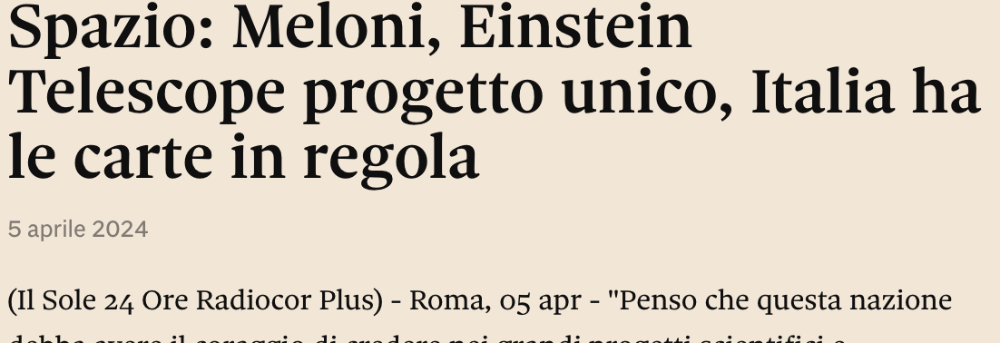 Spazio: Meloni, Einstein
Telescope progetto unico, Italia ha
le carte in regola
5 aprile 2024
(Il Sole 24 Ore Radiocor Plus) - Roma, 05 apr - "Penso che questa nazione
debba avere il coraggio di credere nei grandi progetti scientifici e